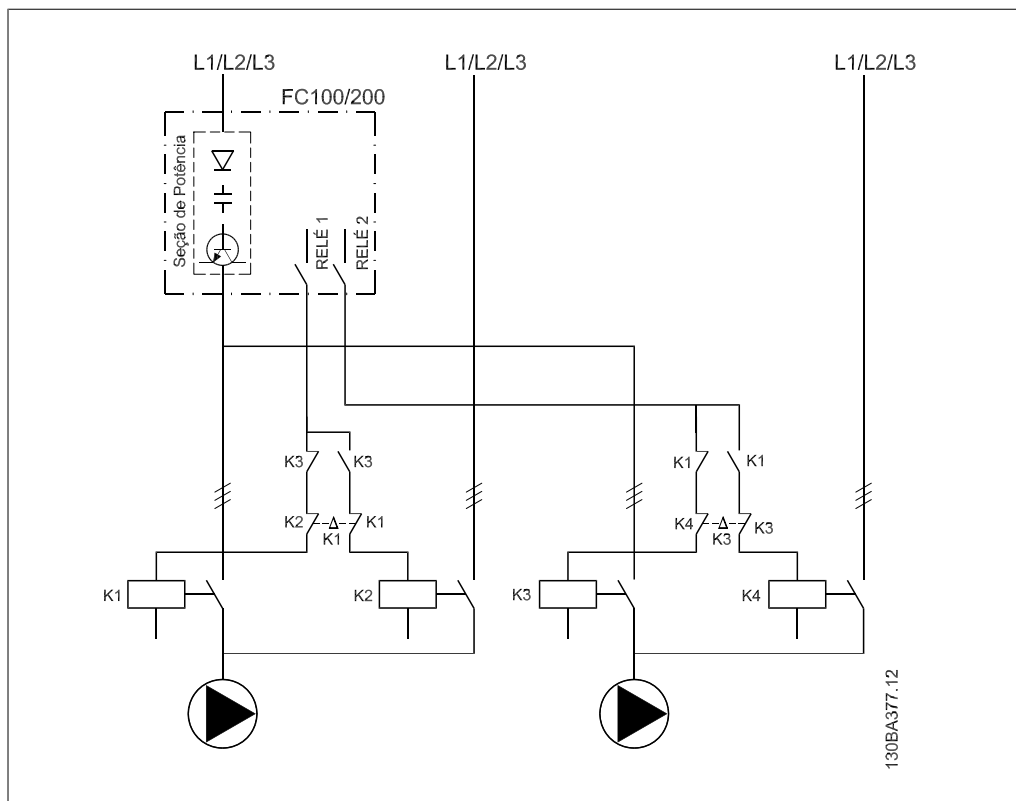 L1/L2/L3
L1/L2/L3
L1/L2/L3
FC100/200
Seção de Potência
RELÉ 1
RELÉ 2
K3
K3
K1
K1
K2
K1
K1
K4
K3
K3
K1
K2
K3
K4
130BA377.12